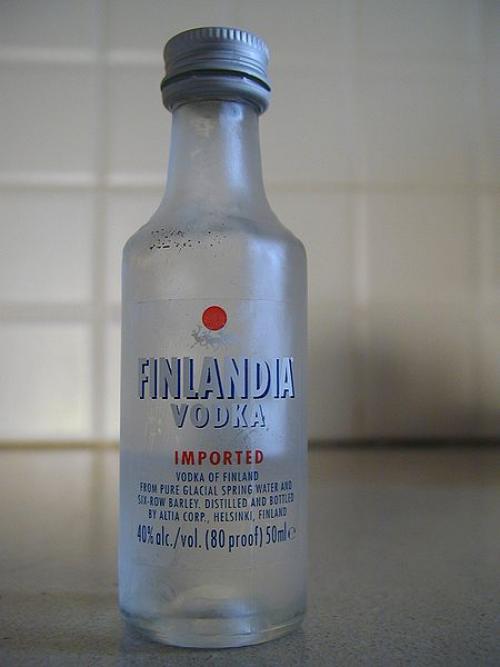 FINLANDIA
VODKA
IMPORTED
VODKA OF FINLAND
FROM PURE GLACIAL SPRING WATER AND
SIX-ROW BARLEY. DISTILLED AND BOTTLED
BY ALTIA CORP., HELSINKI, FINLAND
40% alc./vol. (80 proof) 50ml ℮